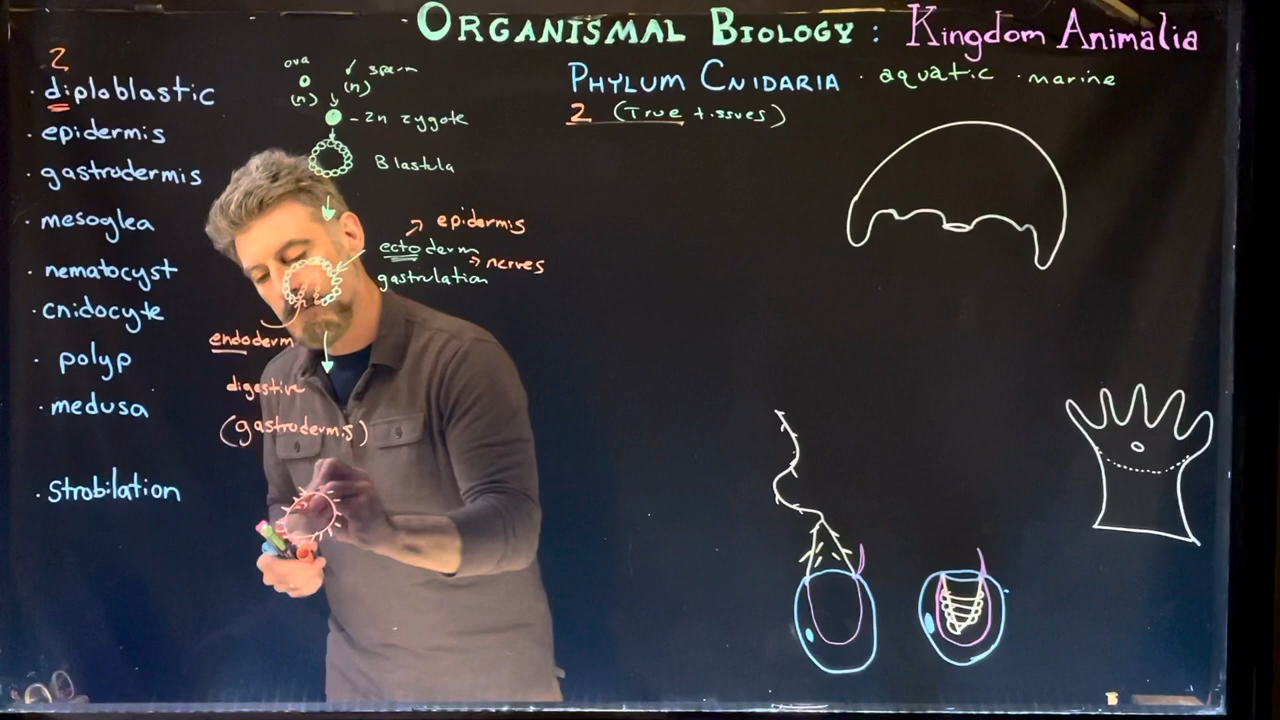 ORGANISMAL BIOLOGY: Kingdom Animalia
PHYLUM CNIDARIA · aquatic · marine
2 (True tissues)
2
· diploblastic
· epidermis
· gastrodermis
· mesoglea
· nematocyst
· cnidocyte
· polyp
· medusa
· Strobilation
ova
(n)
sperm
(n)
- 2n zygote
Blastula
epidermis
ectoderm
nerves
gastrulation
endoderm
digestive
(gastrodermis)